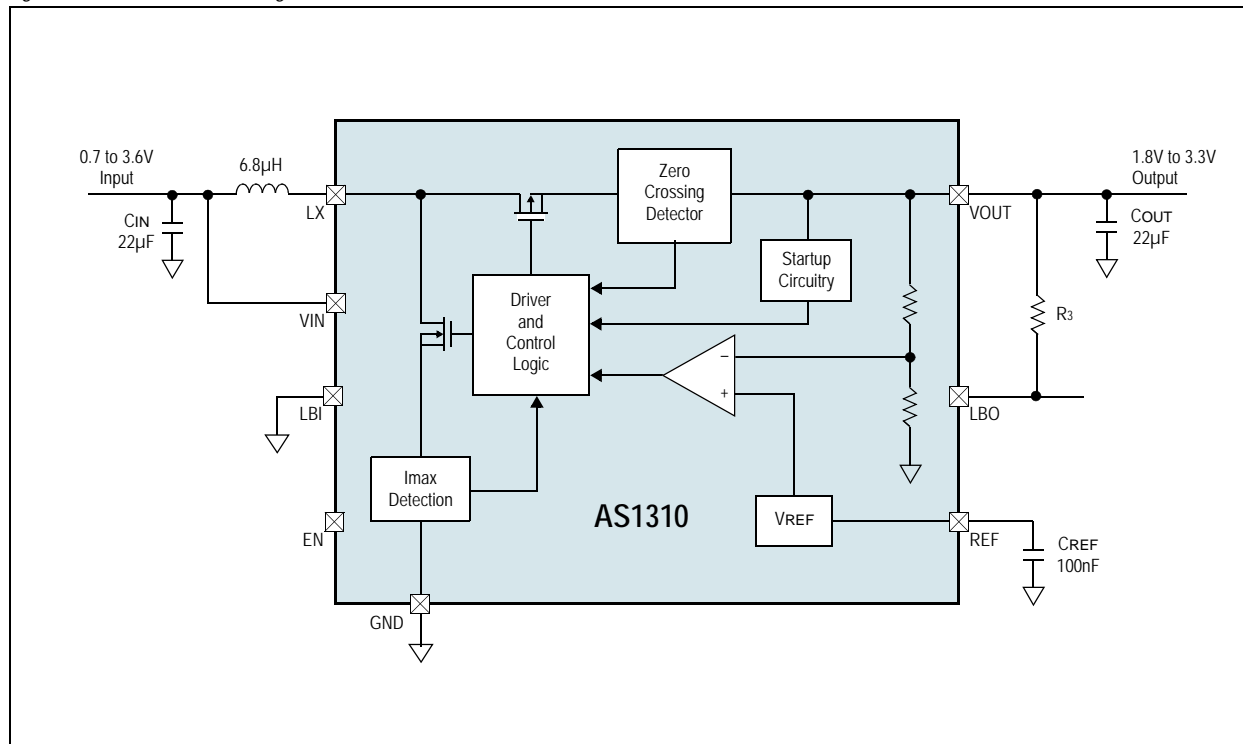 0.7 to 3.6V
Input
6.8µH
CIN
22µF
LX
VIN
LBI
EN
GND
Zero
Crossing
Detector
Startup
Circuitry
Driver
and
Control
Logic
−
+
Imax
Detection
AS1310
VREF
VOUT
LBO
REF
1.8V to 3.3V
Output
COUT
22µF
R3
CREF
100nF